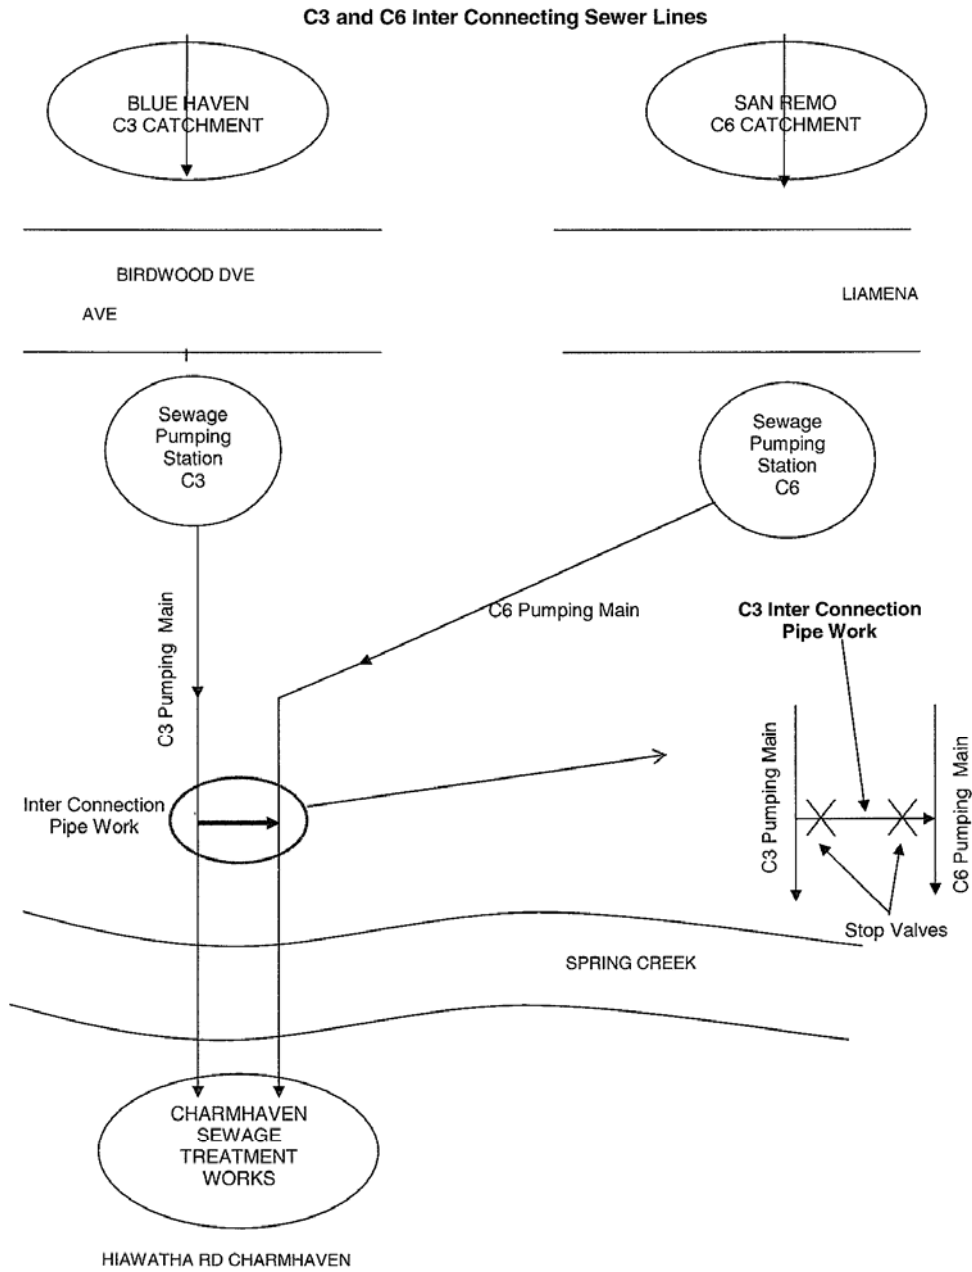 C3 and C6 Inter Connecting Sewer Lines
BLUE HAVEN
C3 CATCHMENT
SAN REMO
C6 CATCHMENT
BIRDWOOD DVE
AVE
LIAMENA
Sewage
Pumping
Station
C3
Sewage
Pumping
Station
C6
C3 Pumping Main
C6 Pumping Main
C3 Inter Connection
Pipe Work
Inter Connection
Pipe Work
C3 Pumping Main
C6 Pumping Main
Stop Valves
SPRING CREEK
CHARMHAVEN
SEWAGE
TREATMENT
WORKS
HIAWATHA RD CHARMHAVEN